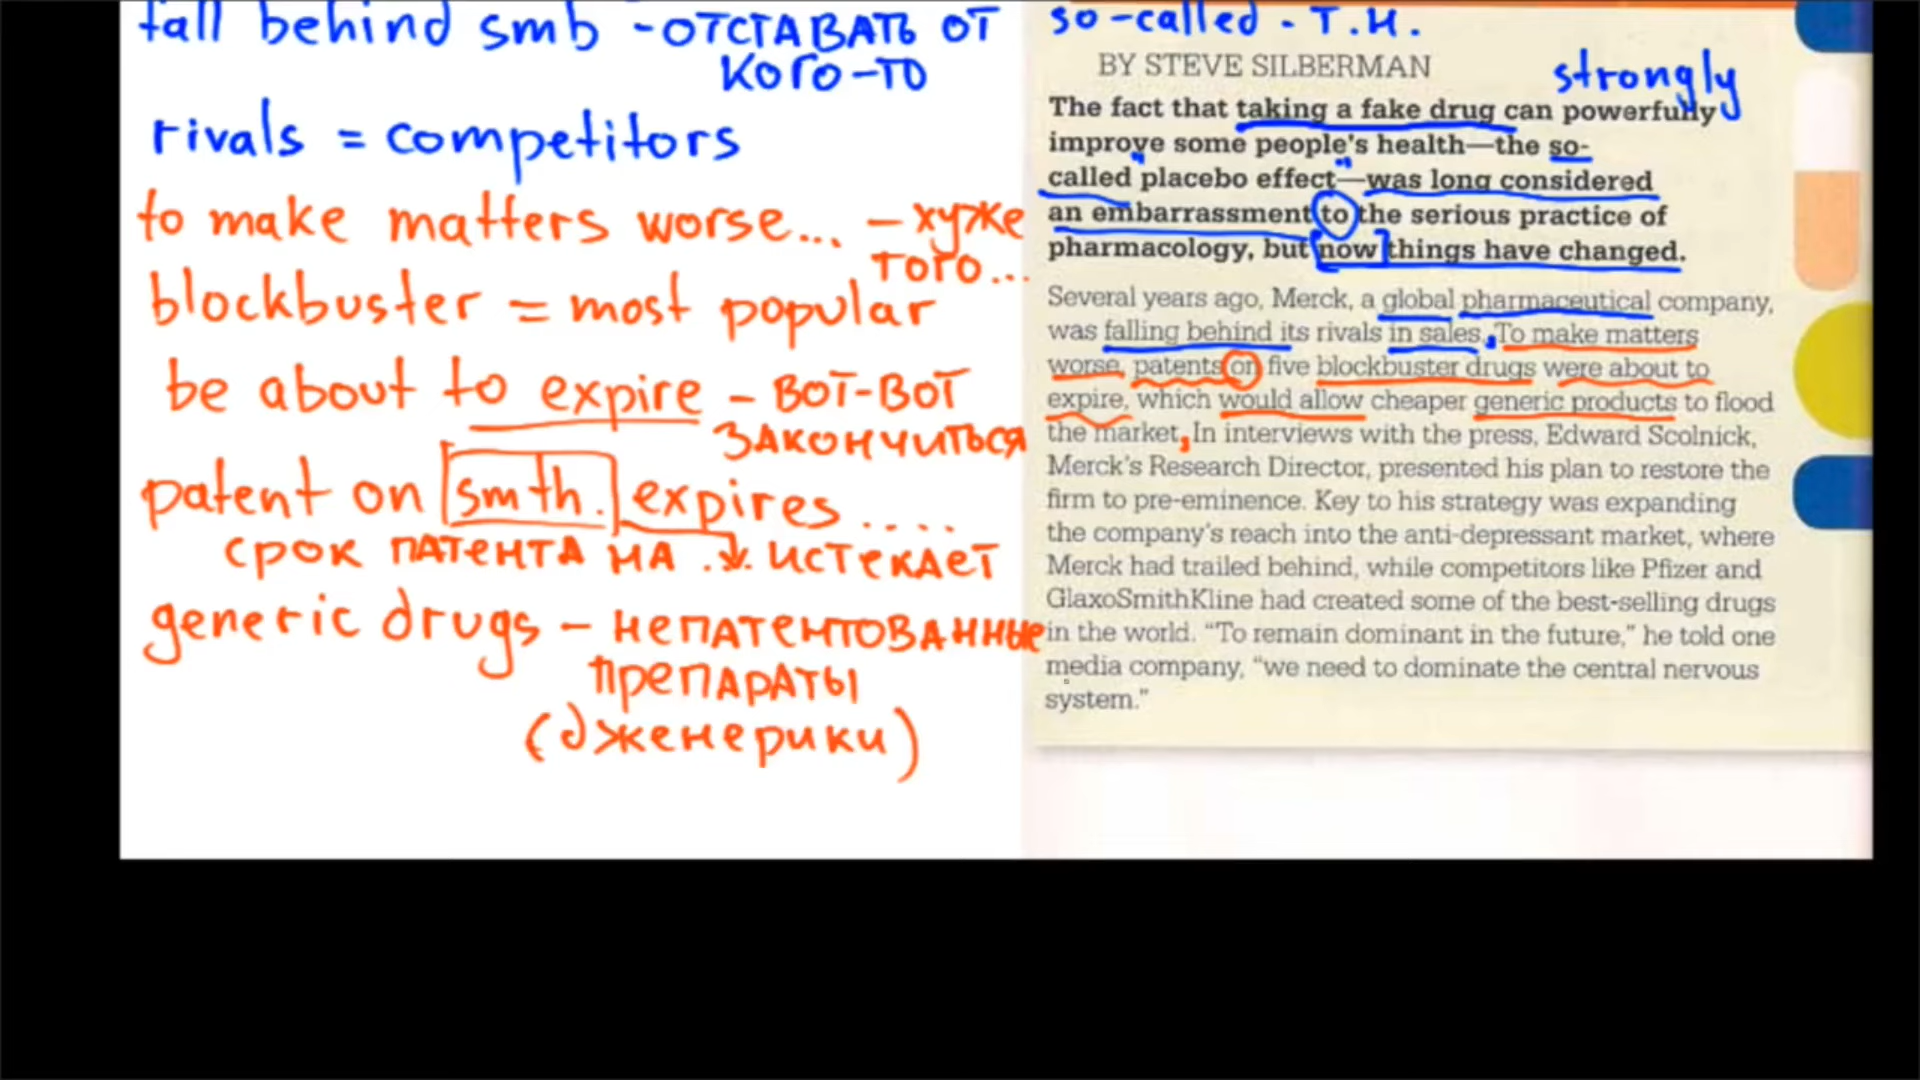 fall behind smb - ОТСТАВАТЬ ОТ
КОГО-ТО
rivals = competitors
to make matters worse... - ХУЖЕ
ТОГО...
blockbuster = most popular
be about to expire - ВОТ-ВОТ
ЗАКОНЧИТЬСЯ
patent on smth. expires....
СРОК ПАТЕНТА НА ... ИСТЕКАЕТ
generic drugs - НЕПАТЕНТОВАННЫЕ
ПРЕПАРАТЫ
(дженерики)
so-called - Т.Н.
BY STEVE SILBERMAN
strongly
The fact that taking a fake drug can powerfully
improve some people's health—the so-
called placebo effect—was long considered
an embarrassment to the serious practice of
pharmacology, but now things have changed.
Several years ago, Merck, a global pharmaceutical company,
was falling behind its rivals in sales. To make matters
worse, patents on five blockbuster drugs were about to
expire, which would allow cheaper generic products to flood
the market. In interviews with the press, Edward Scolnick,
Merck's Research Director, presented his plan to restore the
firm to pre-eminence. Key to his strategy was expanding
the company's reach into the anti-depressant market, where
Merck had trailed behind, while competitors like Pfizer and
GlaxoSmithKline had created some of the best-selling drugs
in the world. “To remain dominant in the future,” he told one
media company, “we need to dominate the central nervous
system.”